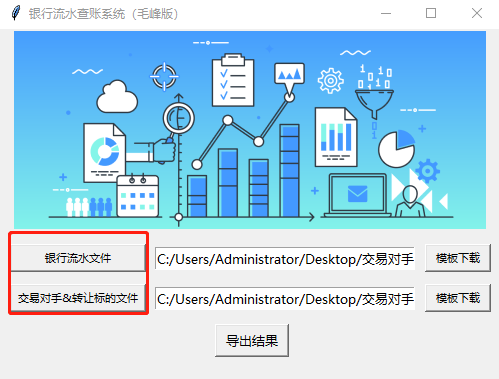 银行流水查账系统（毛峰版）
银行流水文件 C:/Users/Administrator/Desktop/交易对手 模板下载
交易对手&转让标的文件 C:/Users/Administrator/Desktop/交易对手 模板下载
导出结果